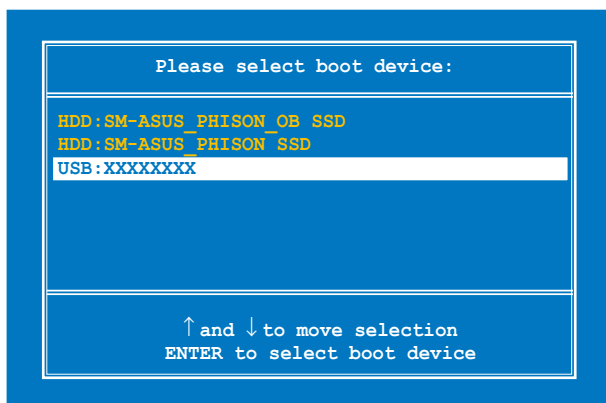 Please select boot device:
HDD:SM-ASUS_PHISON_OB SSD
HDD:SM-ASUS_PHISON SSD
USB:XXXXXXXX
↑ and ↓ to move selection
ENTER to select boot device